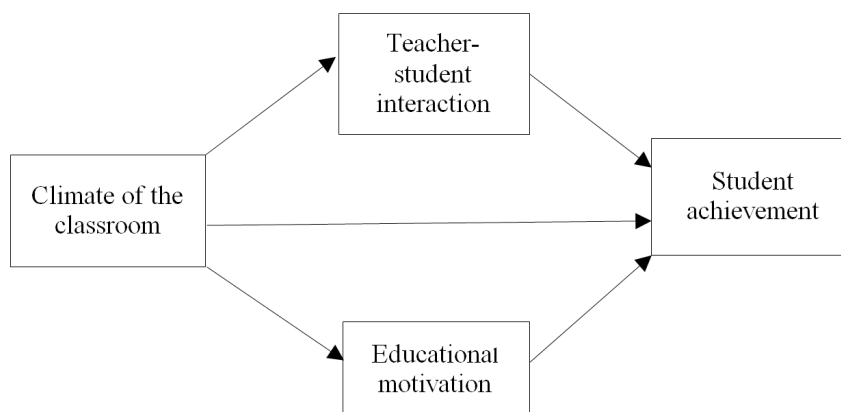 Teacher-
student
interaction
Climate of the
classroom
Student
achievement
Educational
motivation